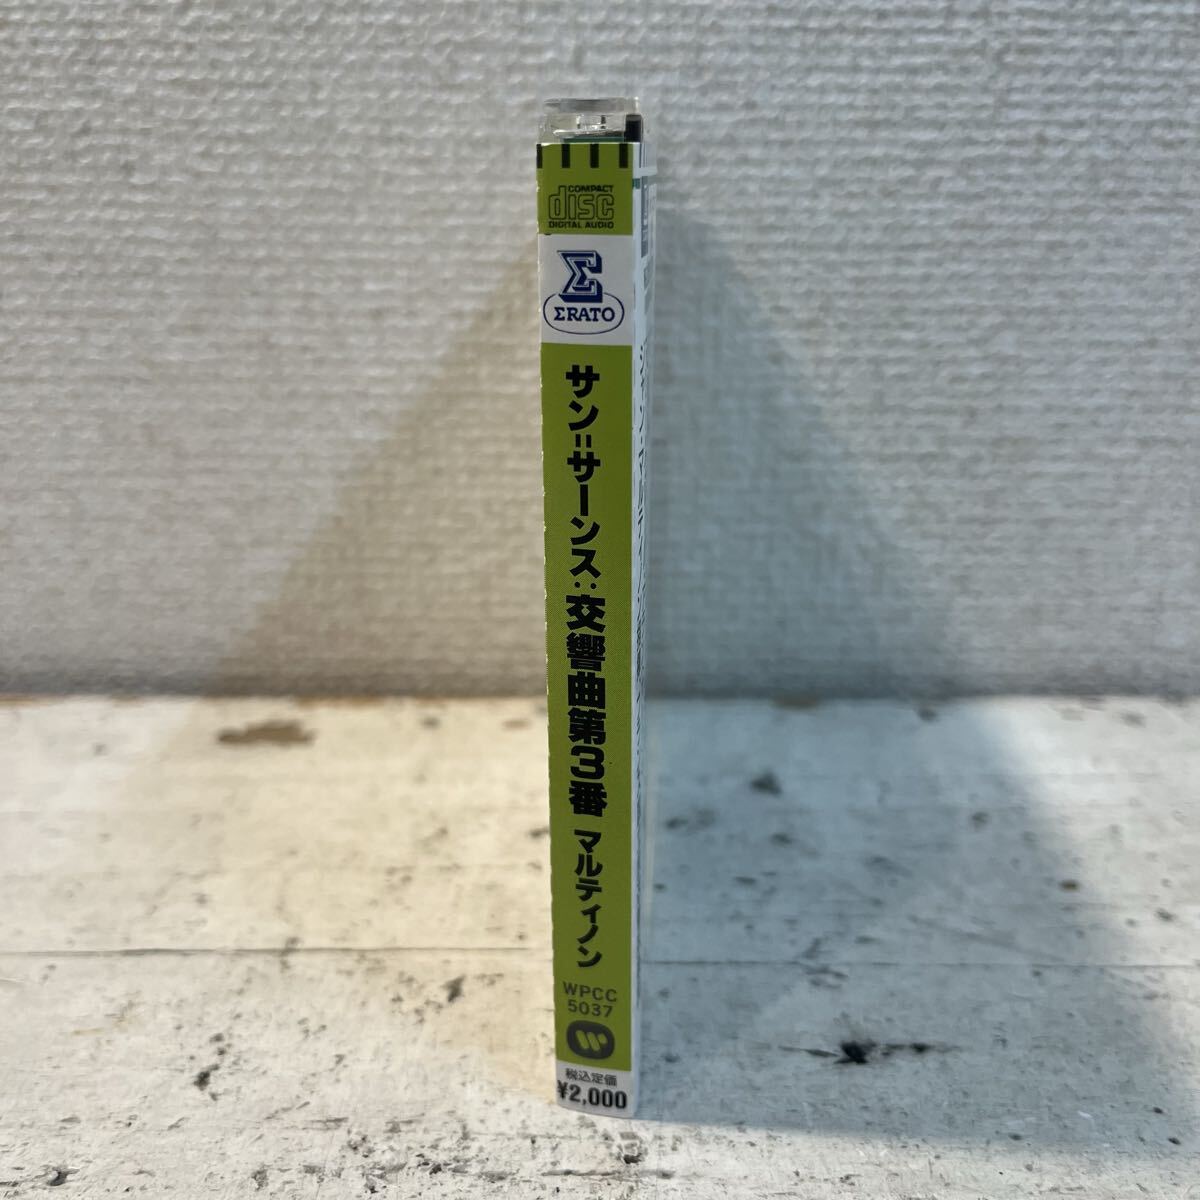 COMPACT
disc
DIGITAL AUDIO
Σ
ΣRATO
サン=サーンス:交響曲第3番 マルティノン
WPCC
5037
税込定価
¥2,000